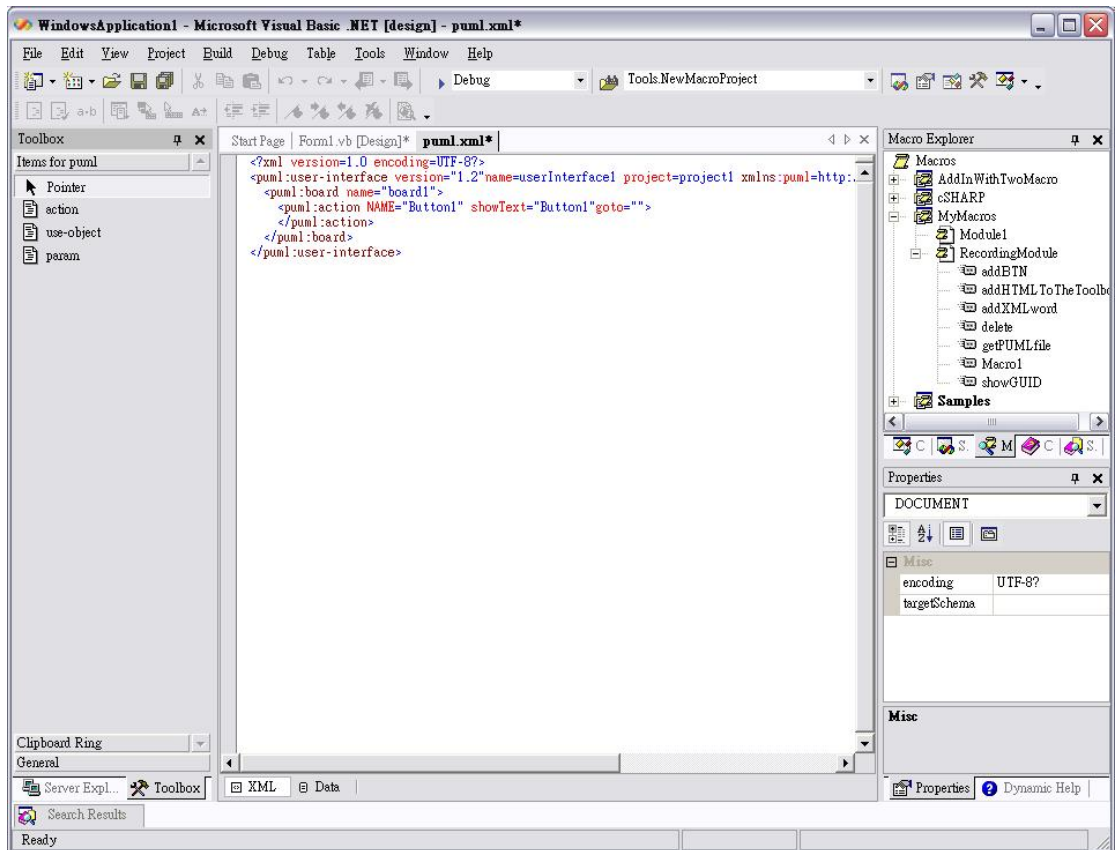 WindowsApplication1 - Microsoft Visual Basic .NET [design] - puml.xml*
File Edit View Project Build Debug Table Tools Window Help
Debug Tools.NewMacroProject
Toolbox
Items for puml
Pointer
action
use-object
param
Clipboard Ring
General
Server Expl... Toolbox
Start Page Form1.vb [Design]* puml.xml*
<?xml version=1.0 encoding=UTF-8?>
<puml:user-interface version="1.2"name=userInterface1 project=project1 xmlns:puml=http:.
<puml:board name="board1">
<puml:action NAME="Button1" showText="Button1"goto="">
</puml:action>
</puml:board>
</puml:user-interface>
XML Data
Macro Explorer
Macros
AddInWithTwoMacro
cSHARP
MyMacros
Module1
RecordingModule
addBTN
addHTMLToTheToolbo
addXMLword
delete
getPUMLfile
Macro1
showGUID
Samples
C S. M C S.
Properties
DOCUMENT
Misc
encoding UTF-8?
targetSchema
Misc
Properties Dynamic Help
Search Results
Ready